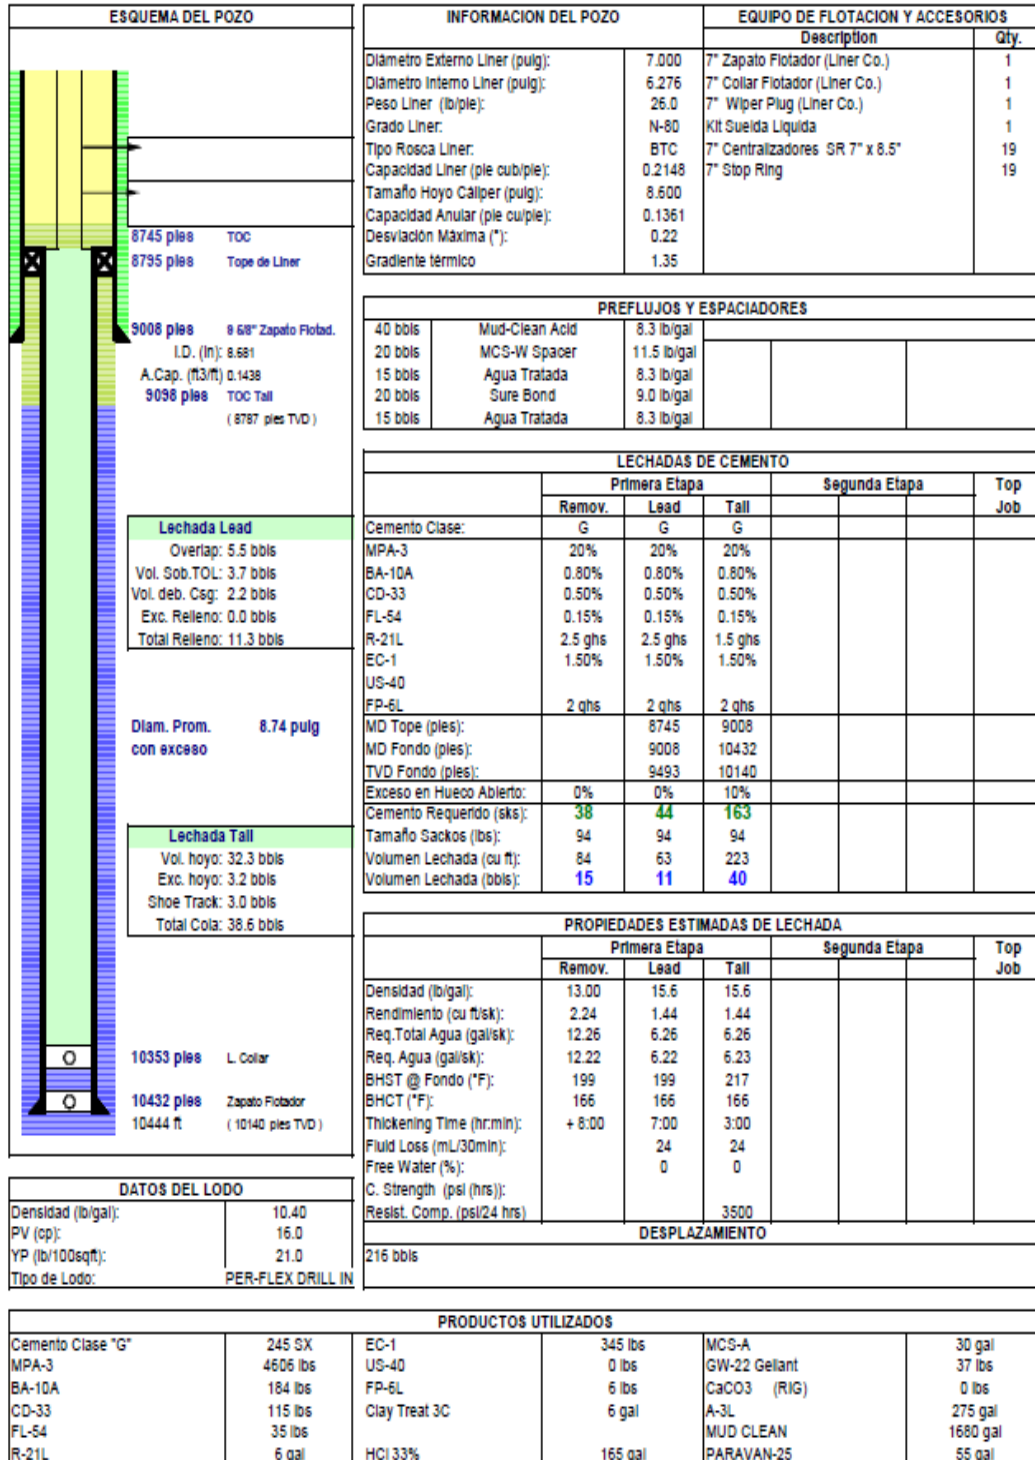 ESQUEMA DEL POZO
8745 pies TOC
8795 pies Tope de Liner
9008 pies 9 5/8" Zapato Flotad.
I.D. (in): 8.681
A.Cap. (ft3/ft) 0.1438
9098 pies TOC Tail
( 8787 pies TVD )
Lechada Lead
Overlap: 5.5 bbls
Vol. Sob.TOL: 3.7 bbls
Vol. deb. Csg: 2.2 bbls
Exc. Relleno: 0.0 bbls
Total Relleno: 11.3 bbls
Diam. Prom. 8.74 pulg
con exceso
Lechada Tail
Vol. hoyo: 32.3 bbls
Exc. hoyo: 3.2 bbls
Shoe Track: 3.0 bbls
Total Cola: 38.6 bbls
10353 pies L. Collar
10432 pies Zapato Flotador
10444 ft ( 10140 pies TVD )
DATOS DEL LODO
Densidad (lb/gal): 10.40
PV (cp): 16.0
YP (lb/100sqft): 21.0
Tipo de Lodo: PER-FLEX DRILL IN
INFORMACION DEL POZO
Diámetro Externo Liner (pulg): 7.000
Diámetro Interno Liner (pulg): 6.276
Peso Liner (lb/pie): 26.0
Grado Liner: N-80
Tipo Rosca Liner: BTC
Capacidad Liner (pie cub/pie): 0.2148
Tamaño Hoyo Cáliper (pulg): 8.600
Capacidad Anular (pie cu/pie): 0.1361
Desviación Máxima (°): 0.22
Gradiente térmico 1.35
EQUIPO DE FLOTACION Y ACCESORIOS
Description Qty.
7" Zapato Flotador (Liner Co.) 1
7" Collar Flotador (Liner Co.) 1
7" Wiper Plug (Liner Co.) 1
Kit Suelda Liquida 1
7" Centralizadores SR 7" x 8.5" 19
7" Stop Ring 19
PREFLUJOS Y ESPACIADORES
40 bbls Mud-Clean Acid 8.3 lb/gal
20 bbls MCS-W Spacer 11.5 lb/gal
15 bbls Agua Tratada 8.3 lb/gal
20 bbls Sure Bond 9.0 lb/gal
15 bbls Agua Tratada 8.3 lb/gal
LECHADAS DE CEMENTO
Primera Etapa Segunda Etapa Top
Remov. Lead Tail Job
Cemento Clase: G G G
MPA-3 20% 20% 20%
BA-10A 0.80% 0.80% 0.80%
CD-33 0.50% 0.50% 0.50%
FL-54 0.15% 0.15% 0.15%
R-21L 2.5 ghs 2.5 ghs 1.5 ghs
EC-1 1.50% 1.50% 1.50%
US-40
FP-6L 2 ghs 2 ghs 2 ghs
MD Tope (pies): 8745 9008
MD Fondo (pies): 9008 10432
TVD Fondo (pies): 9493 10140
Exceso en Hueco Abierto: 0% 0% 10%
Cemento Requerido (sks): 38 44 163
Tamaño Sackos (lbs): 94 94 94
Volumen Lechada (cu ft): 84 63 223
Volumen Lechada (bbls): 15 11 40
PROPIEDADES ESTIMADAS DE LECHADA
Primera Etapa Segunda Etapa Top
Remov. Lead Tail Job
Densidad (lb/gal): 13.00 15.6 15.6
Rendimiento (cu ft/sk): 2.24 1.44 1.44
Req.Total Agua (gal/sk): 12.26 6.26 6.26
Req. Agua (gal/sk): 12.22 6.22 6.23
BHST @ Fondo (°F): 199 199 217
BHCT (°F): 166 166 166
Thickening Time (hr:min): + 8:00 7:00 3:00
Fluid Loss (mL/30min): 24 24
Free Water (%): 0 0
C. Strength (psi (hrs)):
Resist. Comp. (psi/24 hrs) 3500
DESPLAZAMIENTO
216 bbls
PRODUCTOS UTILIZADOS
Cemento Clase "G" 245 SX EC-1 345 lbs MCS-A 30 gal
MPA-3 4606 lbs US-40 0 lbs GW-22 Gellant 37 lbs
BA-10A 184 lbs FP-6L 6 lbs CaCO3 (RIG) 0 lbs
CD-33 115 lbs Clay Treat 3C 6 gal A-3L 275 gal
FL-54 35 lbs MUD CLEAN 1680 gal
R-21L 6 gal HCl 33% 165 gal PARAVAN-25 55 gal